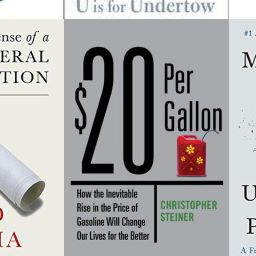 U is for Undertow
ense of a
ERAL
TION
$20 Per
Gallon
How the Inevitable
Rise in the Price of
Gasoline Will Change
Our Lives for the Better
CHRISTOPHER
STEINER
O
IA
#1
M
U
P
A F